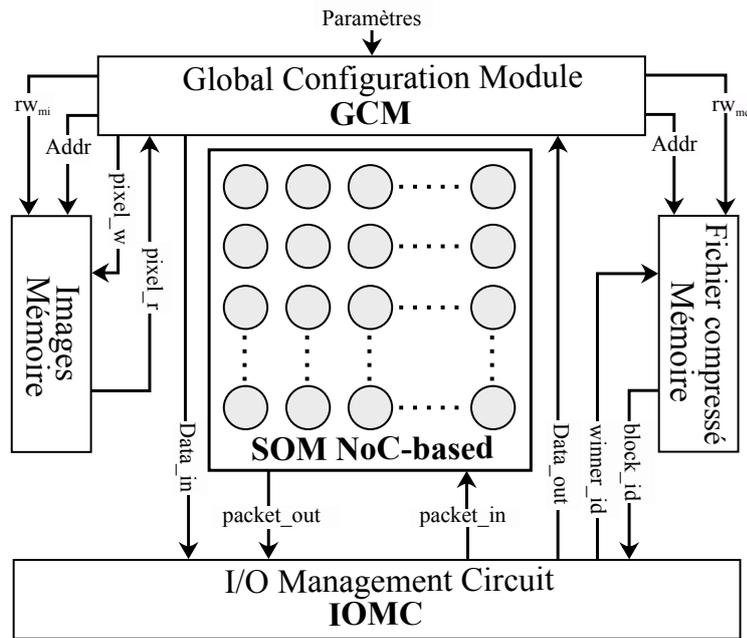 Paramètres
Global Configuration Module
GCM
rw_mi
Addr
pixel_w
pixel_r
Images
Mémoire
Data_in
SOM NoC-based
packet_out
packet_in
Data_out
winner_id
block_id
rw_mc
Addr
Fichier compressé
Mémoire
I/O Management Circuit
IOMC